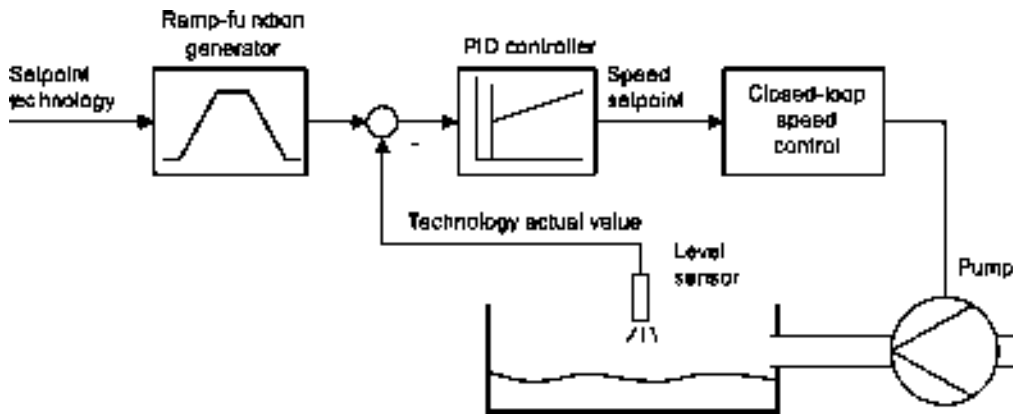 Ramp-function
generator
PID controller
Setpoint
technology
Speed
setpoint
Closed-loop
speed
control
-
Technology actual value
Level
sensor
Pump